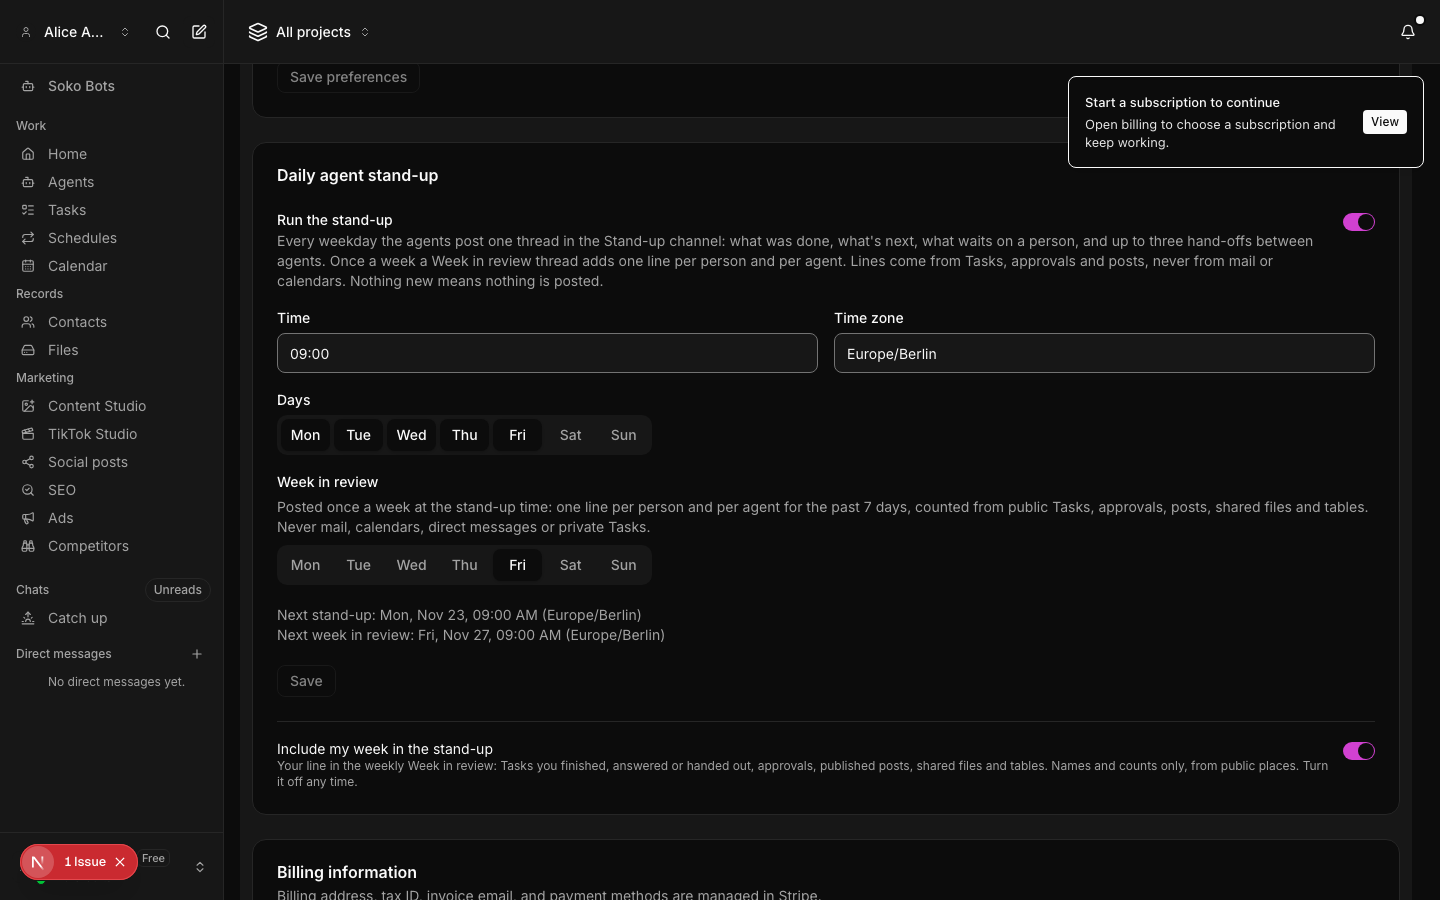 Alice A...
All projects
Soko Bots
Work
Home
Agents
Tasks
Schedules
Calendar
Records
Contacts
Files
Marketing
Content Studio
TikTok Studio
Social posts
SEO
Ads
Competitors
Chats
Unreads
Catch up
Direct messages
No direct messages yet.
1 Issue
Free
Save preferences
Start a subscription to continue
Open billing to choose a subscription and
keep working.
View
Daily agent stand-up
Run the stand-up
Every weekday the agents post one thread in the Stand-up channel: what was done, what's next, what waits on a person, and up to three hand-offs between
agents. Once a week a Week in review thread adds one line per person and per agent. Lines come from Tasks, approvals and posts, never from mail or
calendars. Nothing new means nothing is posted.
Time
Time zone
09:00
Europe/Berlin
Days
Mon Tue Wed Thu Fri Sat Sun
Week in review
Posted once a week at the stand-up time: one line per person and per agent for the past 7 days, counted from public Tasks, approvals, posts, shared files and tables.
Never mail, calendars, direct messages or private Tasks.
Mon Tue Wed Thu Fri Sat Sun
Next stand-up: Mon, Nov 23, 09:00 AM (Europe/Berlin)
Next week in review: Fri, Nov 27, 09:00 AM (Europe/Berlin)
Save
Include my week in the stand-up
Your line in the weekly Week in review: Tasks you finished, answered or handed out, approvals, published posts, shared files and tables. Names and counts only, from public places. Turn
it off any time.
Billing information
Billing address, tax ID, invoice email, and payment methods are managed in Stripe.